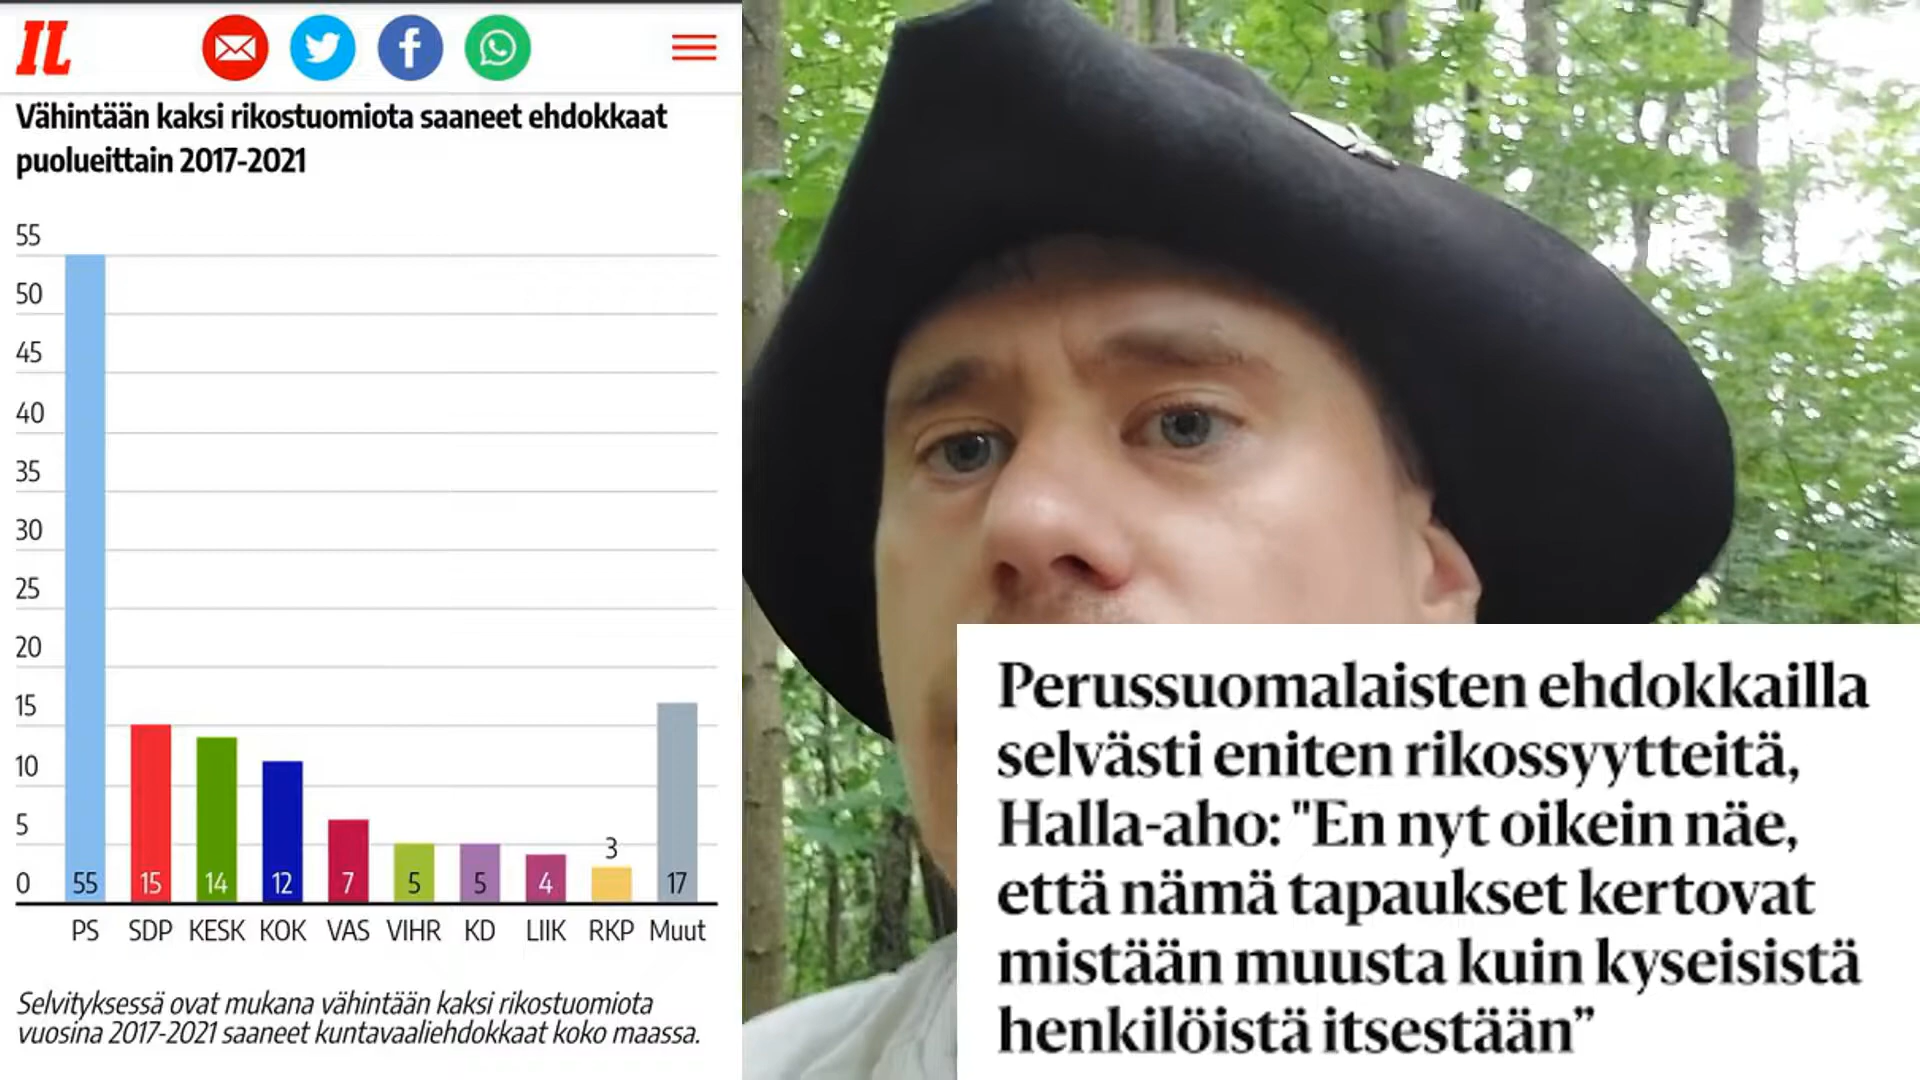 IL
Vähintään kaksi rikostuomiota saaneet ehdokkaat
puolueittain 2017-2021
55
50
45
40
35
30
25
20
15
10
5
0
55
15
14
12
7
5
5
4
3
17
PS SDP KESK KOK VAS VIHR KD LIIK RKP Muut
Selvityksessä ovat mukana vähintään kaksi rikostuomiota
vuosina 2017-2021 saaneet kuntavaaliehdokkaat koko maassa.
Perussuomalaisten ehdokkailla
selvästi eniten rikossyytteitä,
Halla-aho: "En nyt oikein näe,
että nämä tapaukset kertovat
mistään muusta kuin kyseisistä
henkilöistä itsestään”